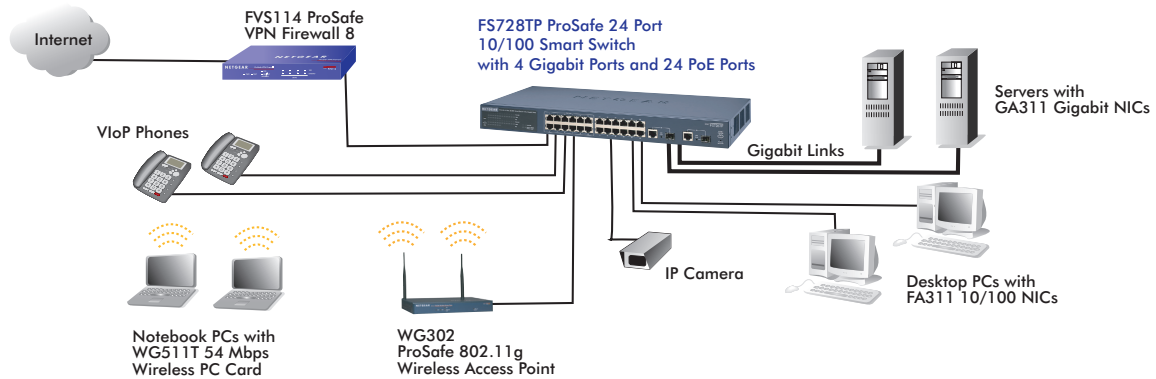 Internet
FVS114 ProSafe
VPN Firewall 8
NETGEAR
FS728TP ProSafe 24 Port
10/100 Smart Switch
with 4 Gigabit Ports and 24 PoE Ports
NETGEAR
Servers with
GA311 Gigabit NICs
Gigabit Links
VIoP Phones
IP Camera
Desktop PCs with
FA311 10/100 NICs
Notebook PCs with
WG511T 54 Mbps
Wireless PC Card
WG302
ProSafe 802.11g
Wireless Access Point